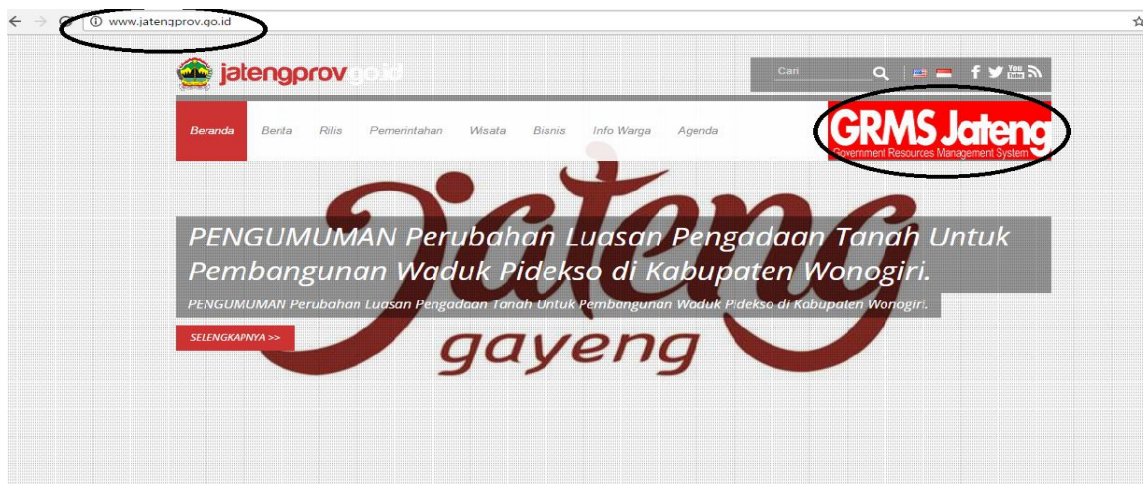 www.jatengprov.go.id
jatengprov.go.id
Cari
You Tube
Beranda Berita Rilis Pemerintahan Wisata Bisnis Info Warga Agenda
GRMS Jateng
Government Resources Management System
jateng
PENGUMUMAN Perubahan Luasan Pengadaan Tanah Untuk
Pembangunan Waduk Pidekso di Kabupaten Wonogiri.
PENGUMUMAN Perubahan Luasan Pengadaan Tanah Untuk Pembangunan Waduk Pidekso di Kabupaten Wonogiri.
SELENGKAPNYA >>
gayeng